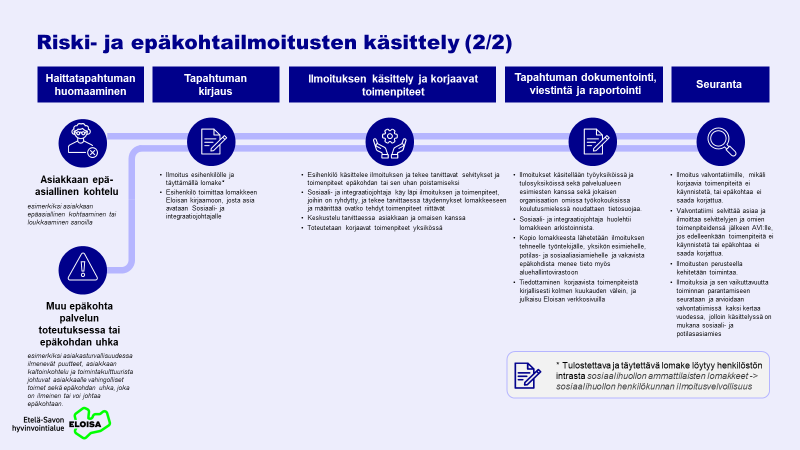 Riski- ja epäkohtailmoitusten käsittely (2/2)
Haittatapahtuman
huomaaminen
Asiakkaan epä-
asiallinen kohtelu
esimerkiksi asiakkaan
epäasiallinen kohtaaminen tai
loukkaaminen sanoilla
Muu epäkohta
palvelun
toteutuksessa tai
epäkohdan uhka
esimerkiksi asiakasturvallisuudessa
ilmenevät puutteet, asiakkaan
kaltoinkohtelu ja toimintakulttuurista
johtuvat asiakkaalle vahingolliset
toimet sekä epäkohdan uhka, joka
on ilmeinen tai voi johtaa
epäkohtaan.
Tapahtuman
kirjaus
• Ilmoitus esihenkilölle ja
täyttämällä lomake*
• Esihenkilö toimittaa lomakkeen
Eloisan kirjaamoon, josta asia
avataan Sosiaali- ja
integraatiojohtajalle
Ilmoituksen käsittely ja korjaavat
toimenpiteet
• Esihenkilö käsittelee ilmoituksen ja tekee tarvittavat selvitykset ja
toimenpiteet epäkohdan tai sen uhan poistamiseksi
• Sosiaali- ja integraatiojohtaja käy läpi ilmoituksen ja toimenpiteet,
joihin on ryhdytty, ja tekee tarvittaessa täydennykset lomakkeeseen
ja määrittää ovatko tehdyt toimenpiteet riittävät
• Keskustelu tarvittaessa asiakkaan ja omaisen kanssa
• Toteutetaan korjaavat toimenpiteet yksikössä
Tapahtuman dokumentointi,
viestintä ja raportointi
• Ilmoitukset käsitellään työyksiköissä ja
tulosyksiköissä sekä palvelualueen
esimiesten kanssa sekä jokaisen
organisaation omissa työkokouksissa
koulutusmielessä noudattaen tietosuojaa.
• Sosiaali- ja integraatiojohtaja huolehtii
lomakkeen arkistoinnista.
• Kopio lomakkeesta lähetetään ilmoituksen
tehneelle työntekijälle, yksikön esimiehelle,
potilas- ja sosiaaliasiamiehelle ja vakavista
epäkohdista menee tieto myös
aluehallintovirastoon
• Tiedottaminen korjaavista toimenpiteistä
kirjallisesti kolmen kuukauden välein, ja
julkaisu Eloisan verkkosivuilla
Seuranta
• Ilmoitus valvontatiimille, mikäli
korjaavia toimenpiteitä ei
käynnistetä, tai epäkohtaa ei
saada korjattua.
• Valvontatiimi selvittää asiaa ja
ilmoittaa selvittelyjen ja omien
toimenpiteidensä jälkeen AVI:lle,
jos edelleenkään toimenpiteitä ei
käynnistetä tai epäkohtaa ei
saada korjattua.
• Ilmoitusten perusteella
kehitetään toimintaa.
• Ilmoituksia ja sen vaikuttavuutta
toiminnan parantamiseen
seurataan ja arvioidaan
valvontatiimissä kaksi kertaa
vuodessa, jolloin käsittelyssä on
mukana sosiaali- ja
potilasasiamies
* Tulostettava ja täytettävä lomake löytyy henkilöstön
intrasta sosiaalihuollon ammattilaisten lomakkeet ->
sosiaalihuollon henkilökunnan ilmoitusvelvollisuus
Etelä-Savon
hyvinvointialue
ELOISA